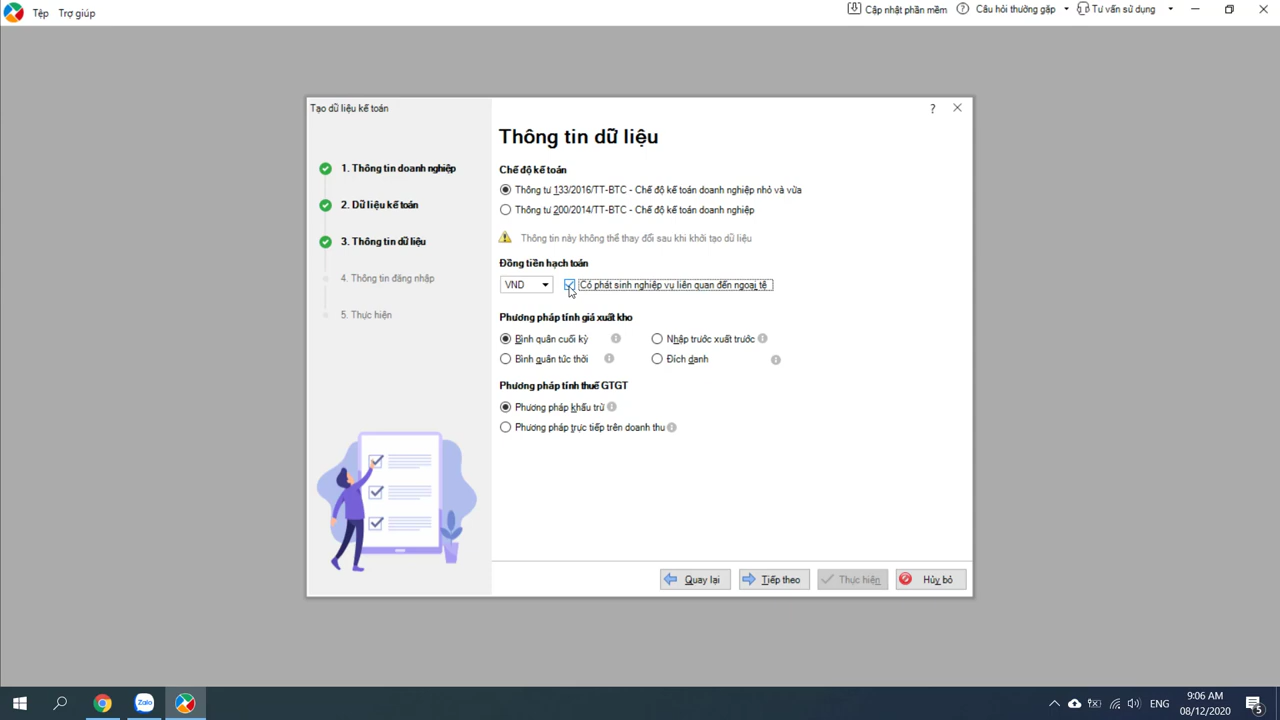 Tệp Trợ giúp Cập nhật phần mềm Câu hỏi thường gặp Tư vấn sử dụng
Tạo dữ liệu kế toán
?
Thông tin dữ liệu
1. Thông tin doanh nghiệp
2. Dữ liệu kế toán
3. Thông tin dữ liệu
4. Thông tin đăng nhập
5. Thực hiện
Chế độ kế toán
Thông tư 133/2016/TT-BTC - Chế độ kế toán doanh nghiệp nhỏ và vừa
Thông tư 200/2014/TT-BTC - Chế độ kế toán doanh nghiệp
Thông tin này không thể thay đổi sau khi khởi tạo dữ liệu
Đồng tiền hạch toán
VND Có phát sinh nghiệp vụ liên quan đến ngoại tệ
Phương pháp tính giá xuất kho
Bình quân cuối kỳ Nhập trước xuất trước
Bình quân tức thời Đích danh
Phương pháp tính thuế GTGT
Phương pháp khấu trừ
Phương pháp trực tiếp trên doanh thu
Quay lại Tiếp theo Thực hiện Hủy bỏ
Zalo
ENG
9:06 AM
08/12/2020
5